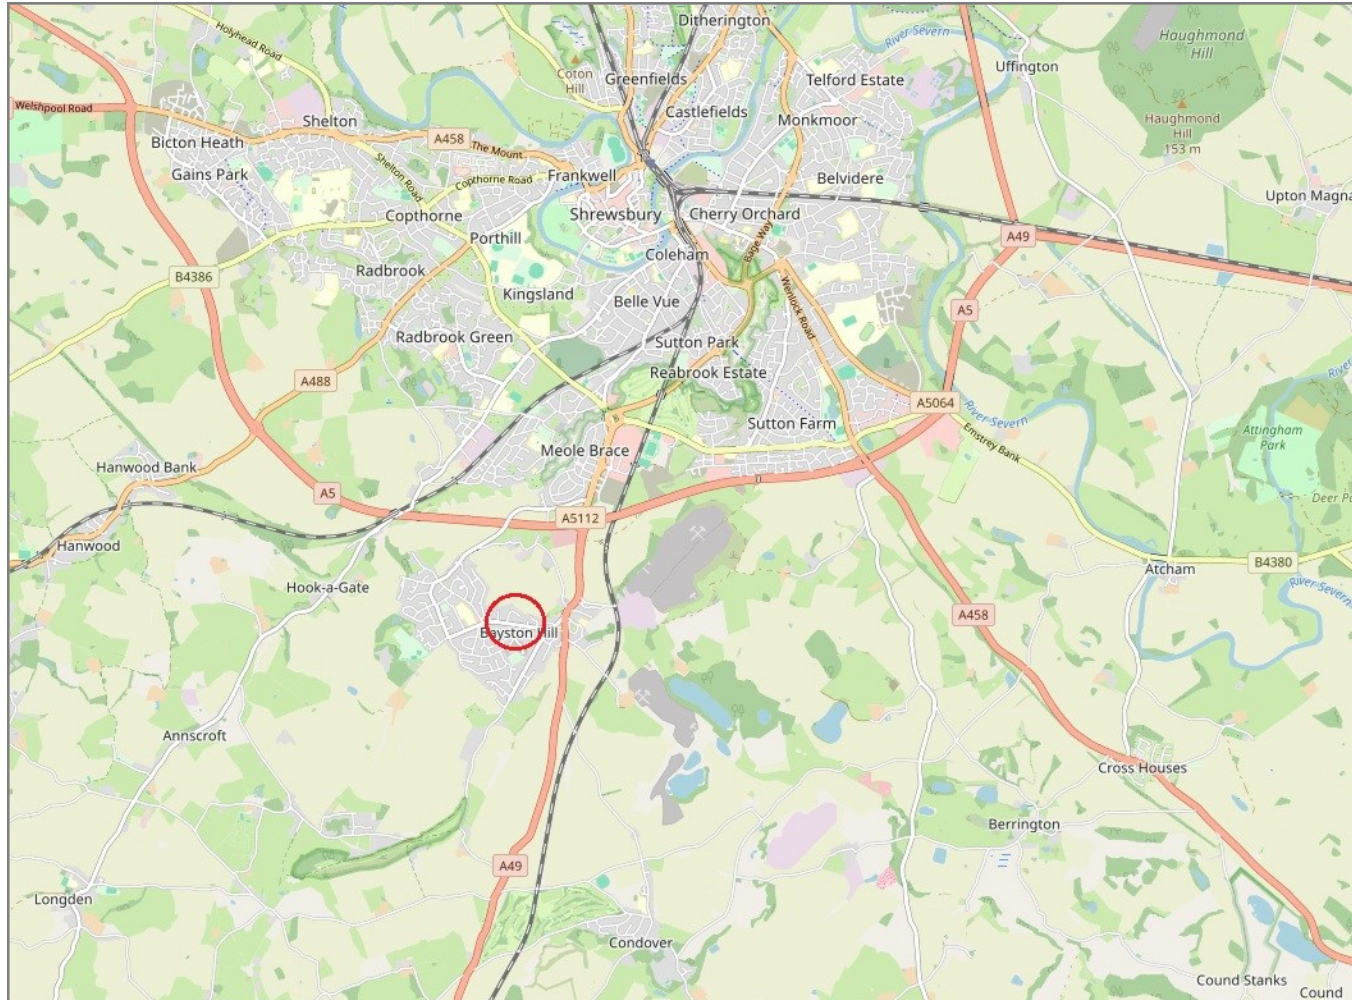 Ditherington
Holyhead Road
River Severn
Haughmond
Hill
Uffington
Coton
Hill
Greenfields
Telford Estate
Welshpool Road
Castlefields
Shelton
Monkmoor
Haughmond
Hill
153 m
Bicton Heath
A458
The Mount
Gains Park
Shelton Road
Copthorne Road
Frankwell
Belvidere
Upton Magna
Copthorne
Shrewsbury
Cherry Orchard
Porthill
A49
Bage Way
Coleham
B4386
Radbrook
Kingsland
Belle Vue
Wenlock Road
A5
Radbrook Green
Sutton Park
Reabrook Estate
A488
River
A5064
River Severn
Sutton Farm
Emstrey Bank
Attingham
Park
Meole Brace
Hanwood Bank
A5
Deer Pa
A5112
Hanwood
Atcham
B4380
Hook-a-Gate
River Severn
A458
Bayston Hill
Annscroft
Cross Houses
Berrington
A49
Longden
Condover
Cound Stanks
Cound